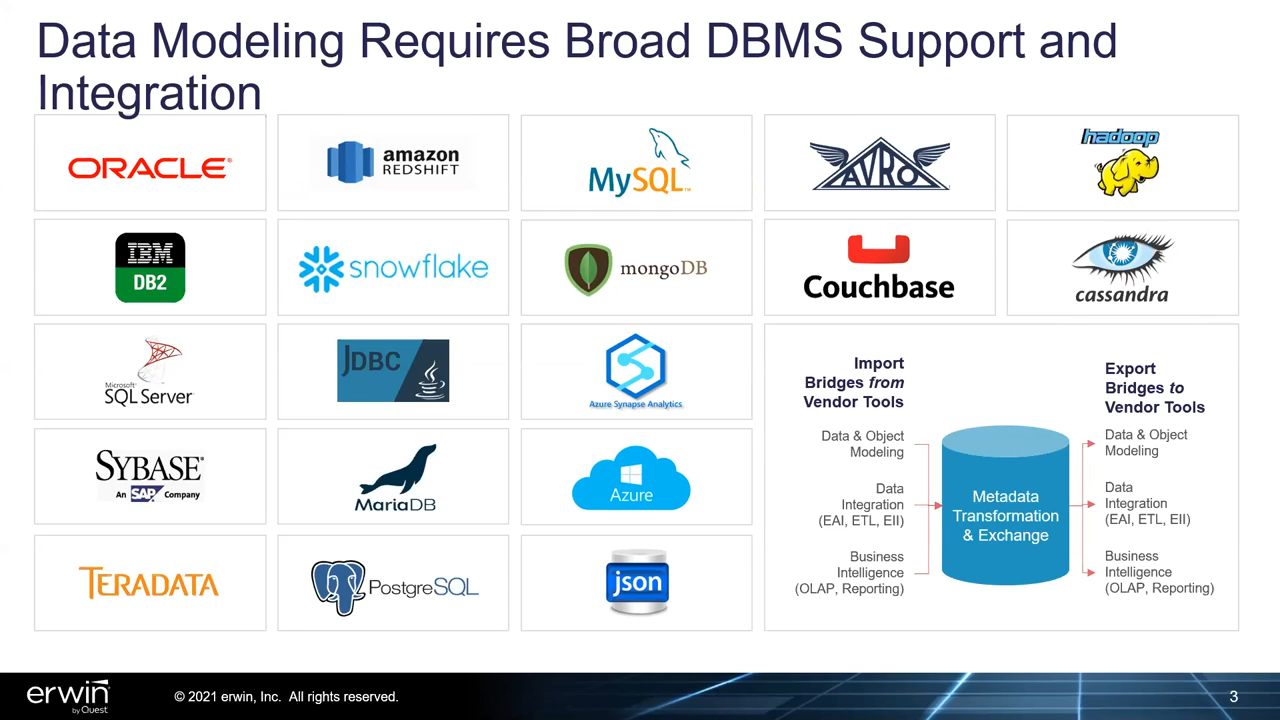 Data Modeling Requires Broad DBMS Support and
Integration
ORACLE®
amazon
REDSHIFT
MySQL™
AVRO
hadoop
IBM
DB2
snowflake
mongoDB
Couchbase
cassandra
Microsoft®
SQL Server
JDBC
Azure Synapse Analytics
SYBASE®
An SAP Company
MariaDB
Azure
TERADATA
PostgreSQL
json
Import
Bridges from
Vendor Tools
Data & Object
Modeling
Data
Integration
(EAI, ETL, EII)
Business
Intelligence
(OLAP, Reporting)
Metadata
Transformation
& Exchange
Export
Bridges to
Vendor Tools
Data & Object
Modeling
Data
Integration
(EAI, ETL, EII)
Business
Intelligence
(OLAP, Reporting)
erwin
by Quest
© 2021 erwin, Inc. All rights reserved.
3